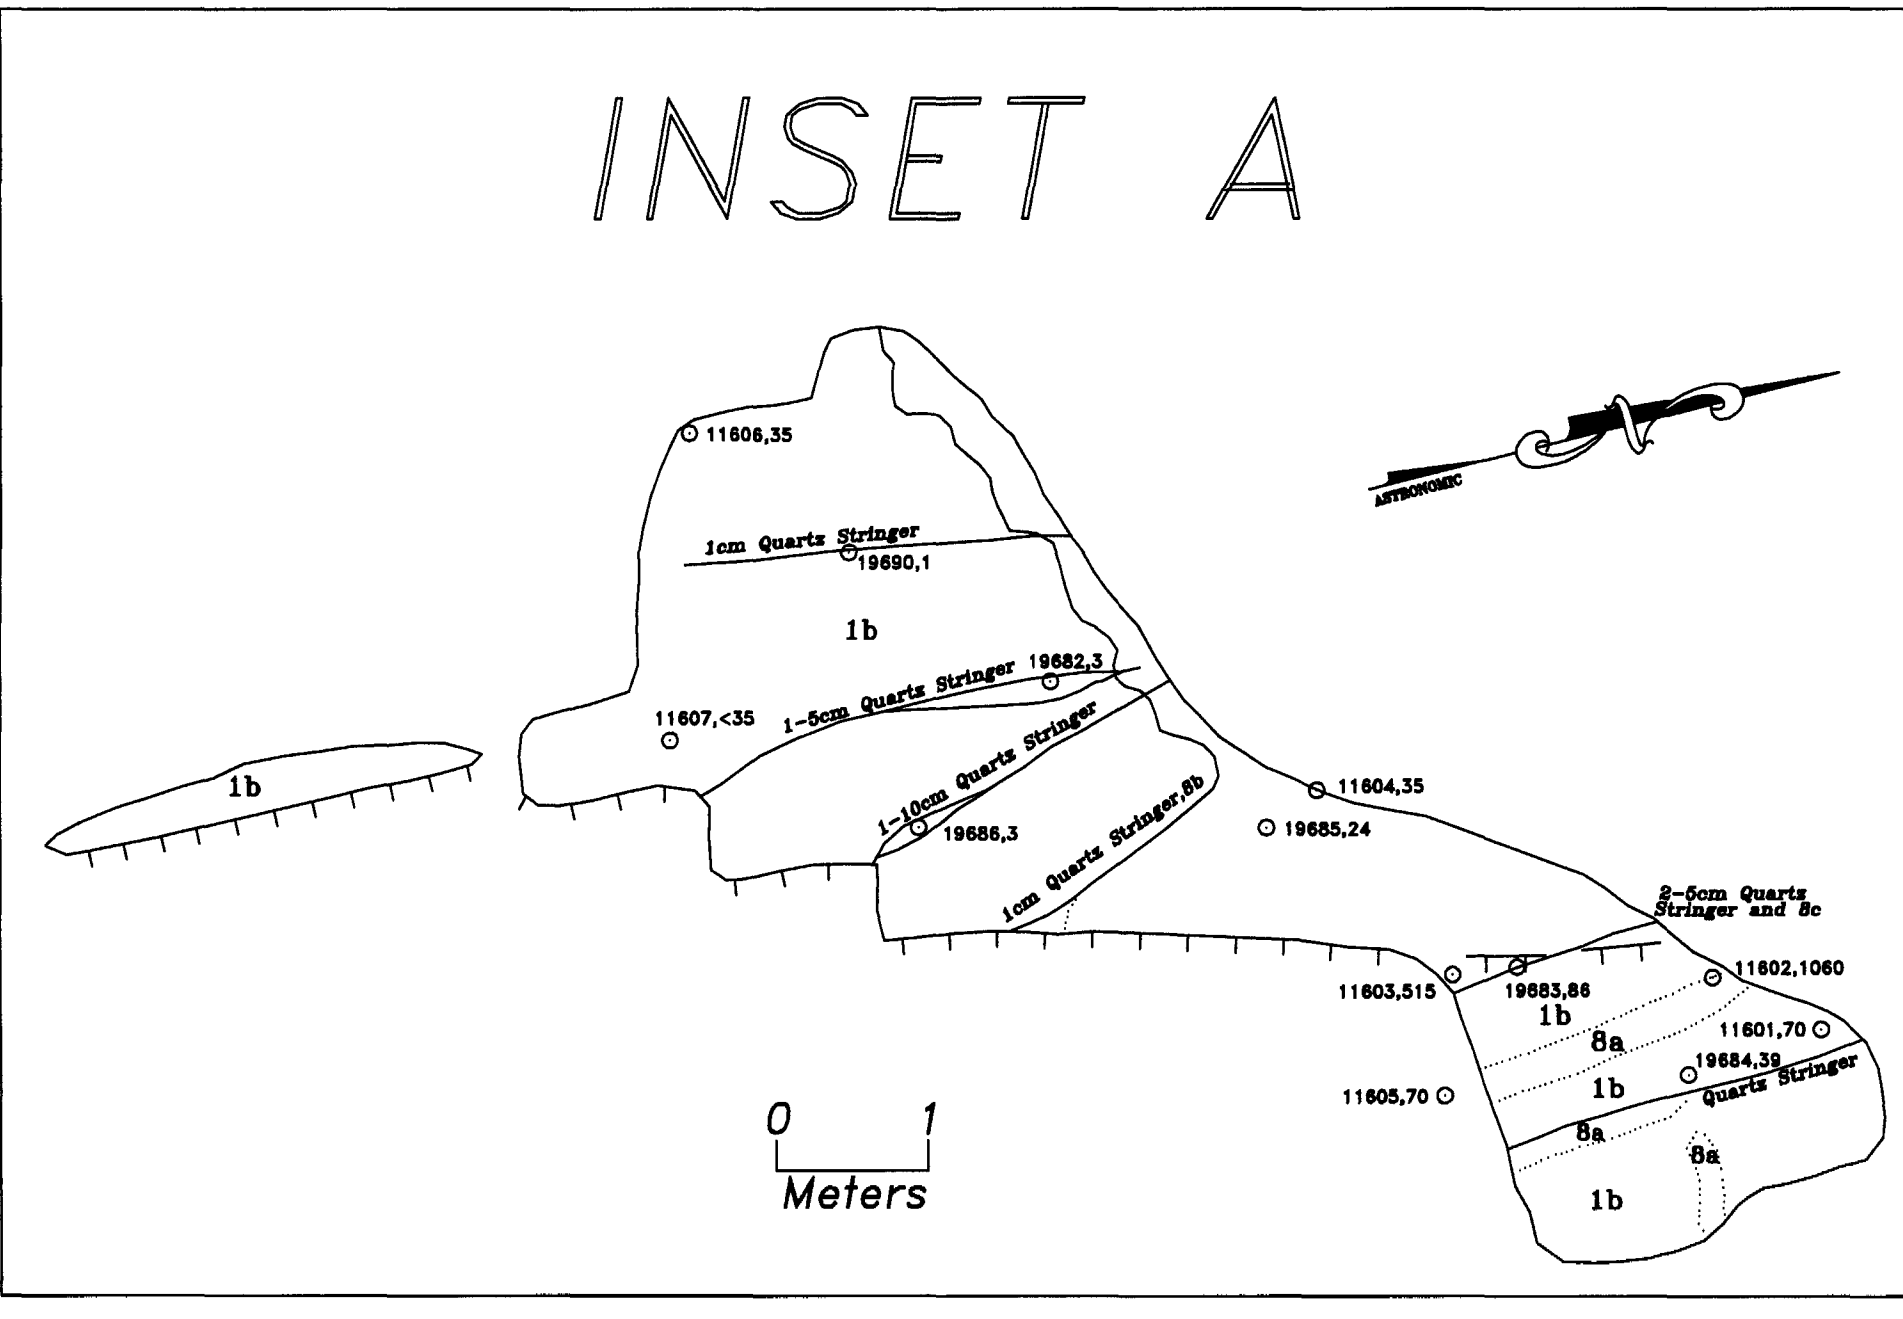 INSET A
11606,35
1cm Quartz Stringer
19690,1
1b
19682,3
1-5cm Quartz Stringer
11607,<35
1b
1-10cm Quartz Stringer
19686,3
1cm Quartz Stringer,8b
11604,35
19685,24
ASTRONOMIC
N
2-5cm Quartz
Stringer and 8c
11602,1060
11603,515
19683,86
1b
8a
11601,70
19684,39
Quartz Stringer
1b
11605,70
8a
8a
1b
0 1
Meters